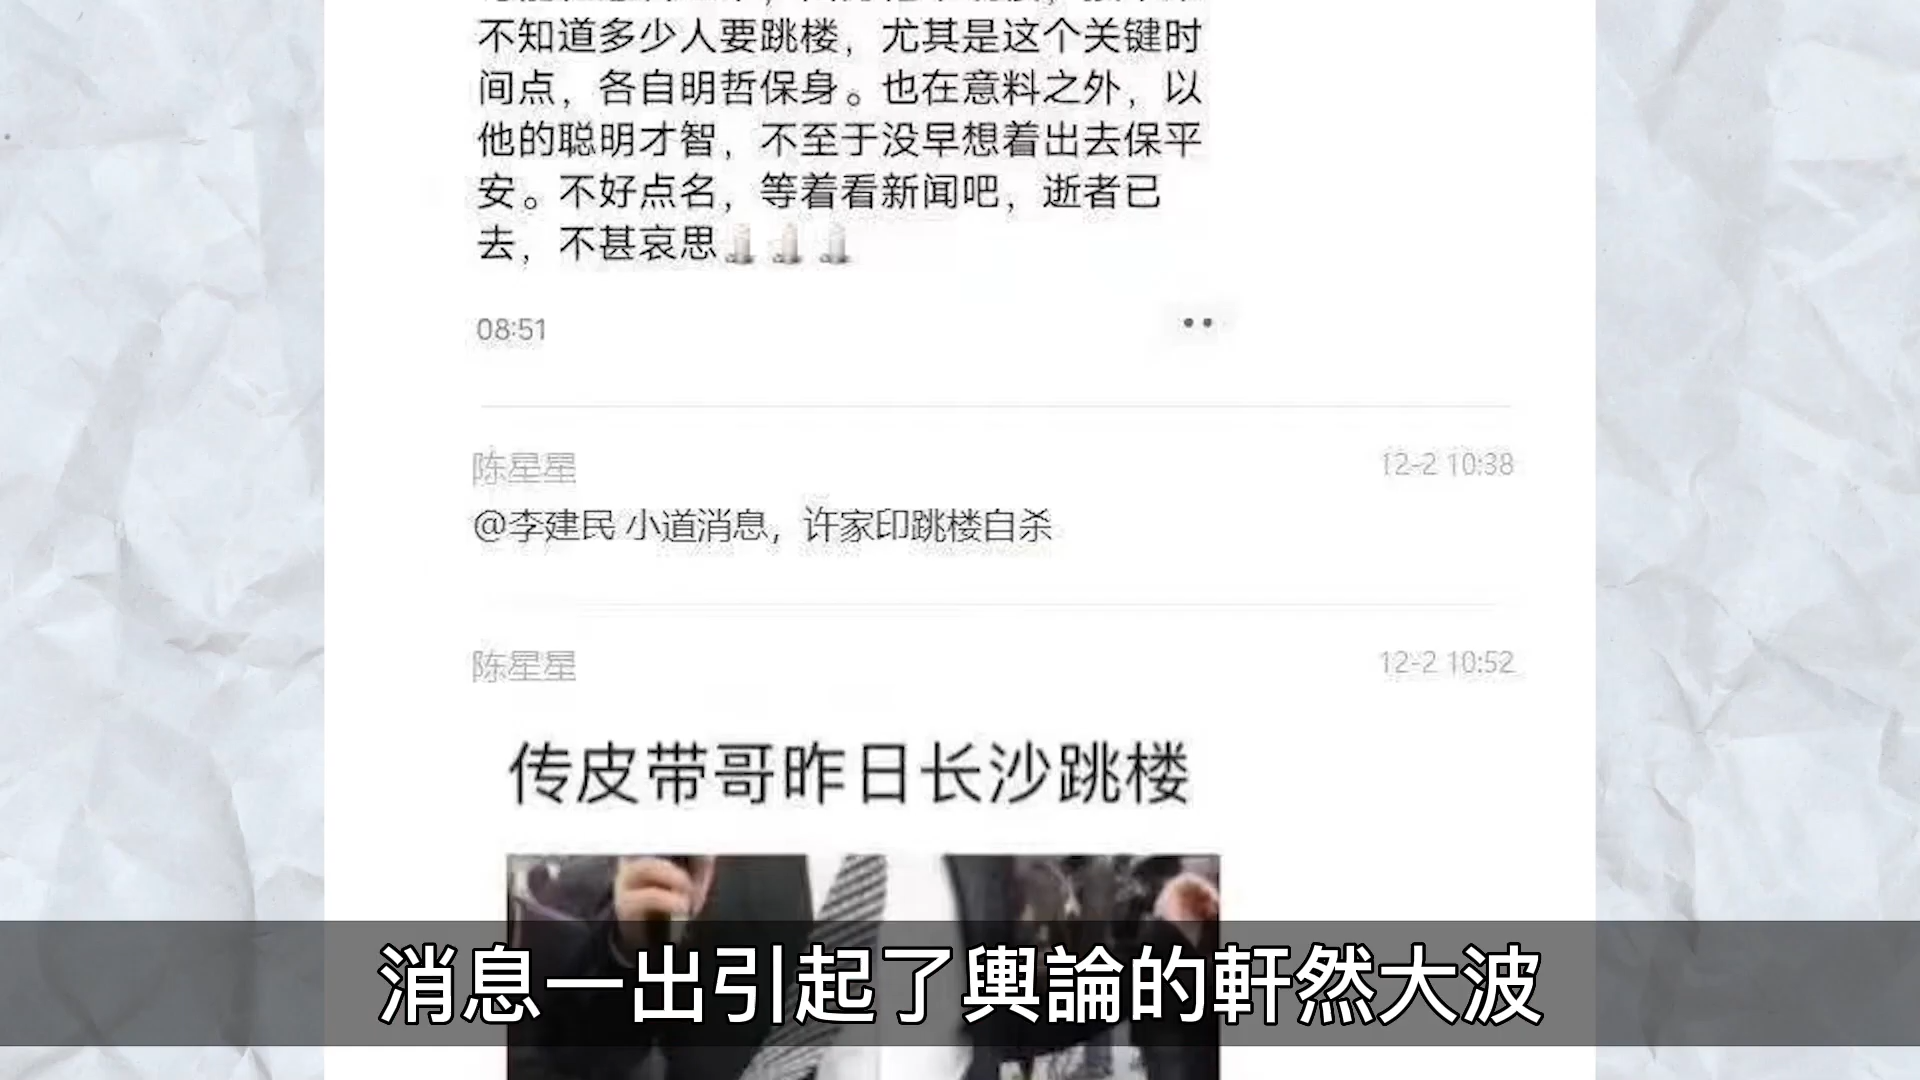 不知道多少人要跳楼，尤其是这个关键时
间点，各自明哲保身。也在意料之外，以
他的聪明才智，不至于没早想着出去保平
安。不好点名，等着看新闻吧，逝者已
去，不甚哀思
08:51
陈星星
12-2 10:38
@李建民 小道消息，许家印跳楼自杀
陈星星
12-2 10:52
传皮带哥昨日长沙跳楼
消息一出引起了輿論的軒然大波